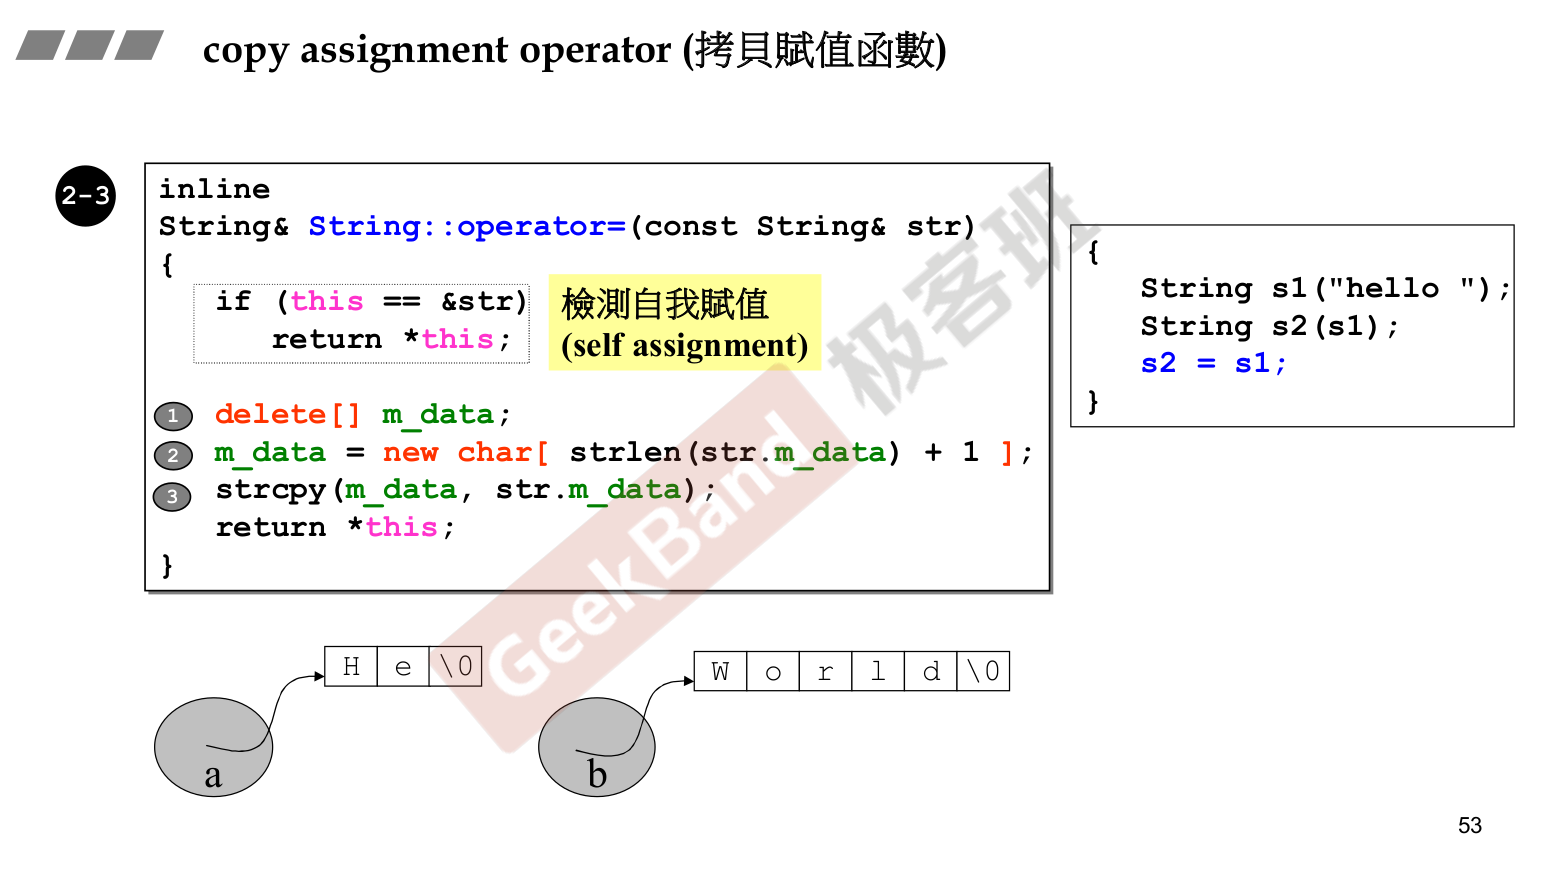 copy assignment operator (拷貝賦值函數)
2-3
inline
String& String::operator=(const String& str)
{
if (this == &str)
return *this;
檢測自我賦值
(self assignment)
1 delete[] m_data;
2 m_data = new char[ strlen(str.m_data) + 1 ];
3 strcpy(m_data, str.m_data);
return *this;
}
{
String s1("hello ");
String s2(s1);
s2 = s1;
}
H e \0
a
W o r l d \0
b
GeekBand 极客班
53